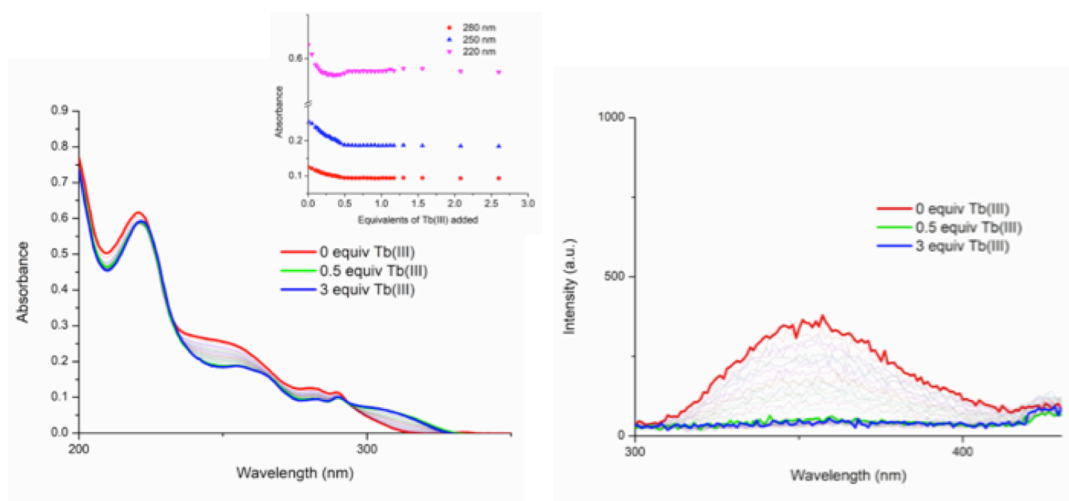 280 nm
250 nm
220 nm
0.6
0.2
0.1
Absorbance
0.0 0.5 1.0 1.5 2.0 2.5 3.0
Equivalents of Tb(III) added
0.9
0.8
0.7
0.6
0.5
0.4
0.3
0.2
0.1
0.0
Absorbance
0 equiv Tb(III)
0.5 equiv Tb(III)
3 equiv Tb(III)
200 300
Wavelength (nm)
1000
500
0
Intensity (a.u.)
0 equiv Tb(III)
0.5 equiv Tb(III)
3 equiv Tb(III)
300 400
Wavelength (nm)